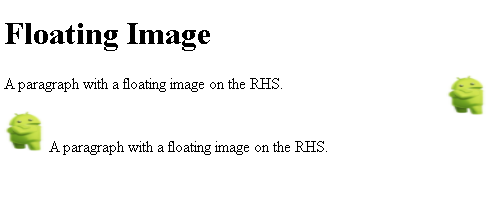 Floating Image
A paragraph with a floating image on the RHS.
A paragraph with a floating image on the RHS.